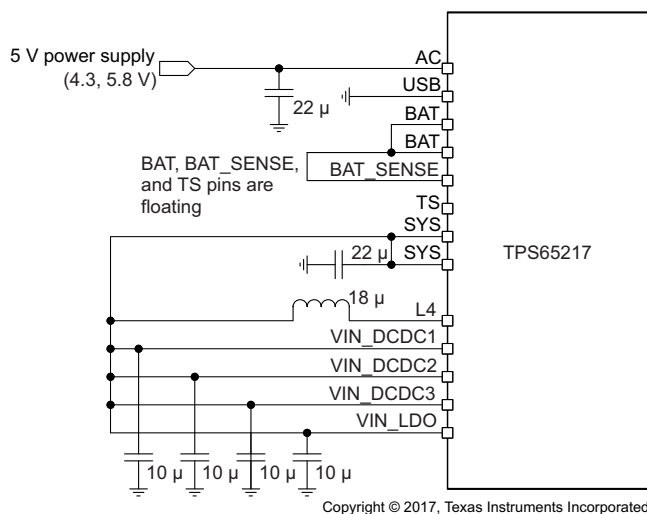 5 V power supply
(4.3, 5.8 V)
AC
USB
22 µ
BAT
BAT
BAT, BAT_SENSE,
and TS pins are
floating
BAT_SENSE
TS
SYS
22 µ
SYS
TPS65217
18 µ
L4
VIN_DCDC1
VIN_DCDC2
VIN_DCDC3
VIN_LDO
10 µ
10 µ
10 µ
10 µ
Copyright © 2017, Texas Instruments Incorporated